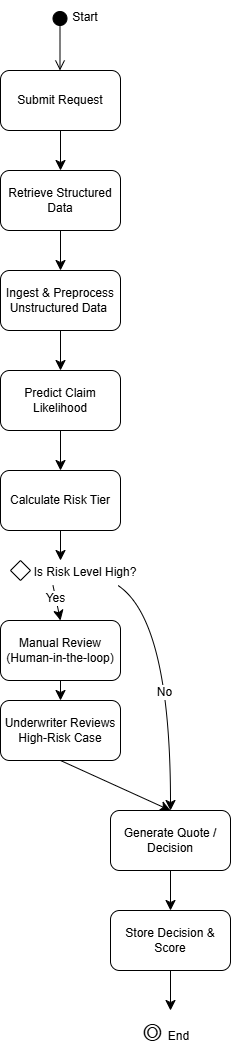 Start
Submit Request
Retrieve Structured
Data
Ingest & Preprocess
Unstructured Data
Predict Claim
Likelihood
Calculate Risk Tier
Is Risk Level High?
Yes
Manual Review
(Human-in-the-loop)
No
Underwriter Reviews
High-Risk Case
Generate Quote /
Decision
Store Decision &
Score
End